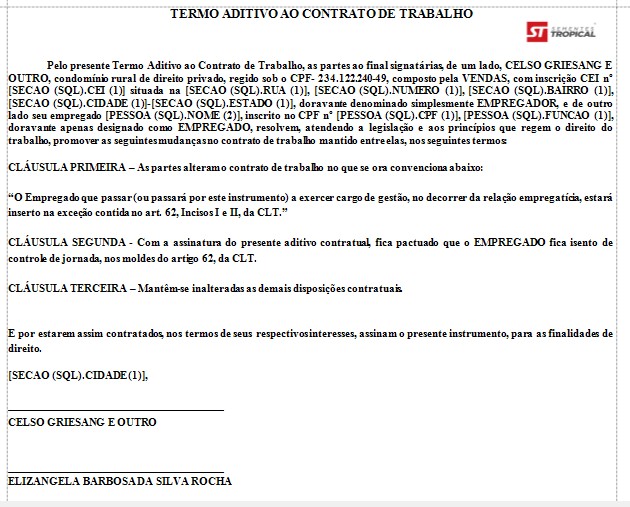 TERMO ADITIVO AO CONTRATO DE TRABALHO
ST SEMENTES
TROPICAL
Pelo presente Termo Aditivo ao Contrato de Trabalho, as partes ao final signatárias, de um lado, CELSO GRIESANG E
OUTRO, condomínio rural de direito privado, regido sob o CPF- 234.122.240-49, composto pela VENDAS, com inscrição CEI nº
[SECAO (SQL).CEI (1)] situada na [SECAO (SQL).RUA (1)], [SECAO (SQL).NUMERO (1)], [SECAO (SQL).BAIRRO (1)],
[SECAO (SQL).CIDADE (1)]-[SECAO (SQL).ESTADO (1)], doravante denominado simplesmente EMPREGADOR, e de outro
lado seu empregado [PESSOA (SQL).NOME (2)], inscrito no CPF nº [PESSOA (SQL).CPF (1)], [PESSOA (SQL).FUNCAO (1)],
doravante apenas designado como EMPREGADO, resolvem, atendendo a legislação e aos princípios que regem o direito do
trabalho, promover as seguintes mudanças no contrato de trabalho mantido entre elas, nos seguintes termos:
CLÁUSULA PRIMEIRA – As partes alteram o contrato de trabalho no que se ora convenciona abaixo:
“O Empregado que passar (ou passará por este instrumento) a exercer cargo de gestão, no decorrer da relação empregatícia, estará
inserto na exceção contida no art. 62, Incisos I e II, da CLT.”
CLÁUSULA SEGUNDA - Com a assinatura do presente aditivo contratual, fica pactuado que o EMPREGADO fica isento de
controle de jornada, nos moldes do artigo 62, da CLT.
CLÁUSULA TERCEIRA – Mantêm-se inalteradas as demais disposições contratuais.
E por estarem assim contratados, nos termos de seus respectivos interesses, assinam o presente instrumento, para as finalidades de
direito.
[SECAO (SQL).CIDADE(1)],
CELSO GRIESANG E OUTRO
ELIZANGELA BARBOSA DA SILVA ROCHA